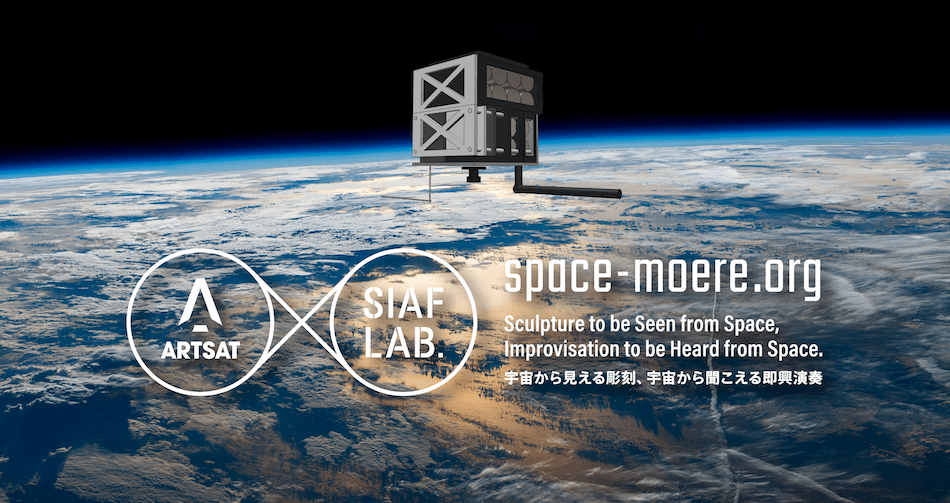 ARTSAT
SIAF
LAB.
space-moere.org
Sculpture to be Seen from Space,
Improvisation to be Heard from Space.
宇宙から見える彫刻、宇宙から聞こえる即興演奏